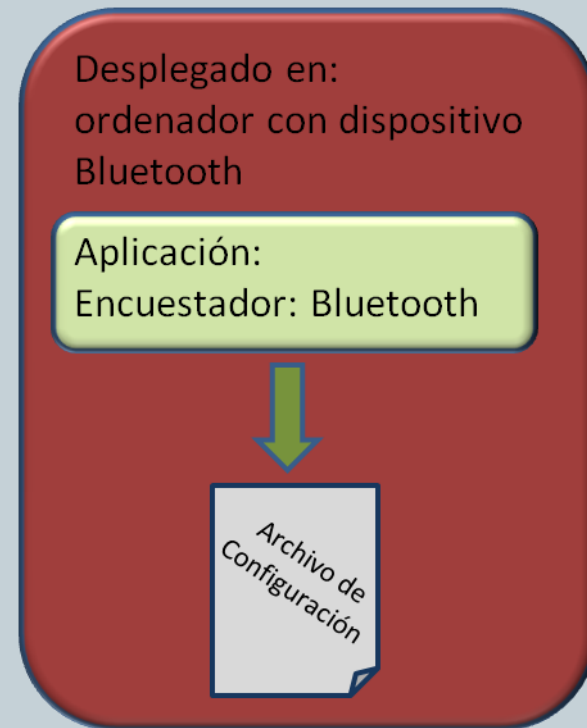 Desplegado en:
ordenador con dispositivo
Bluetooth
Aplicación:
Encuestador: Bluetooth
Archivo de
Configuración